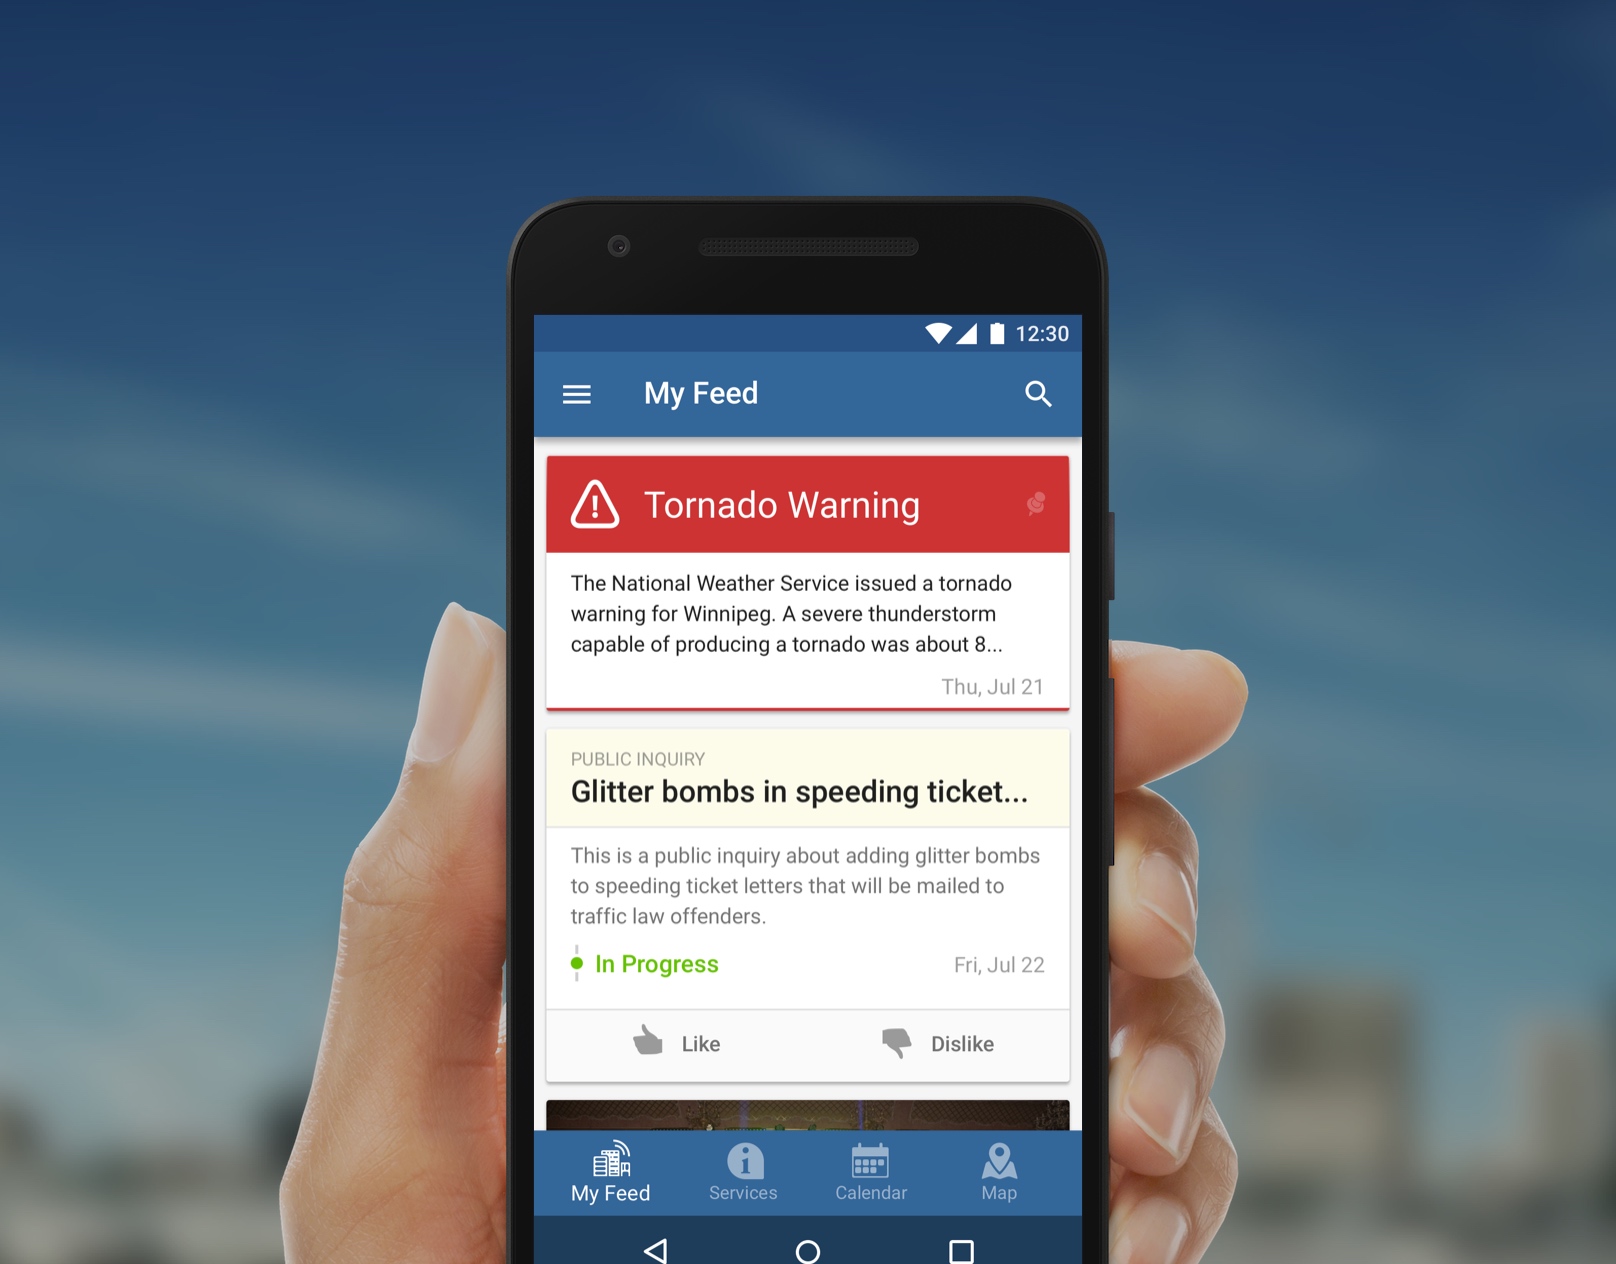 12:30
My Feed
Tornado Warning
The National Weather Service issued a tornado
warning for Winnipeg. A severe thunderstorm
capable of producing a tornado was about 8...
Thu, Jul 21
PUBLIC INQUIRY
Glitter bombs in speeding ticket...
This is a public inquiry about adding glitter bombs
to speeding ticket letters that will be mailed to
traffic law offenders.
In Progress
Fri, Jul 22
Like
Dislike
My Feed
Services
Calendar
Map